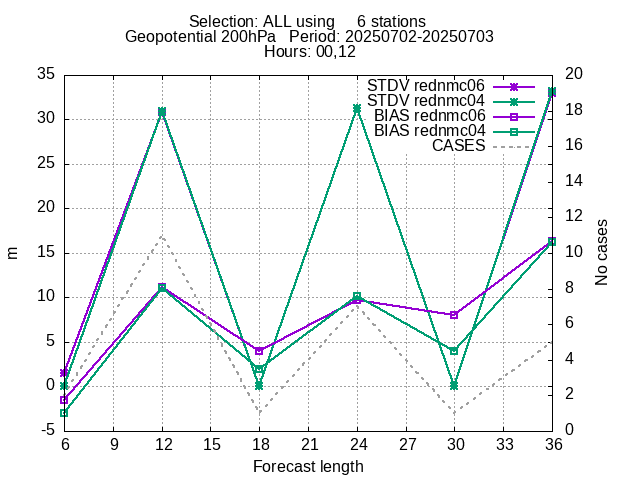 Selection: ALL using 6 stations
Geopotential 200hPa Period: 20250702-20250703
Hours: 00,12
STDV rednmc06
STDV rednmc04
BIAS rednmc06
BIAS rednmc04
CASES
35
30
25
20
15
10
5
0
-5
m
20
18
16
14
12
10
8
6
4
2
0
No cases
6 9 12 15 18 21 24 27 30 33 36
Forecast length